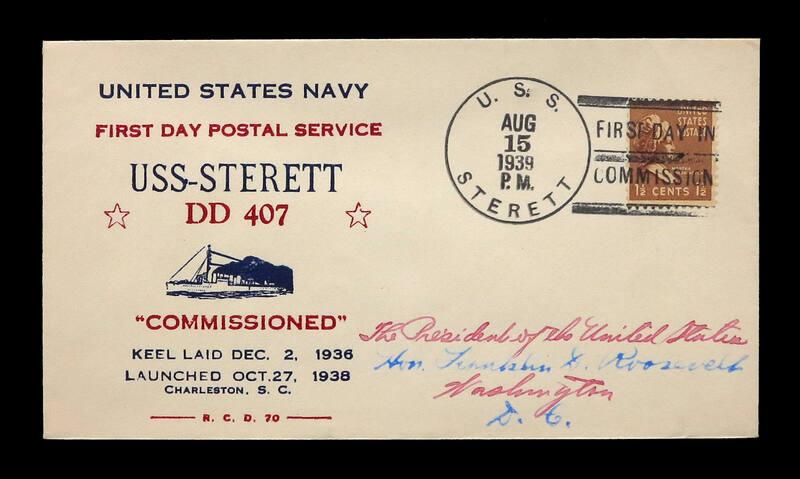 UNITED STATES NAVY
FIRST DAY POSTAL SERVICE
USS-STERETT
DD 407
"COMMISSIONED"
KEEL LAID DEC. 2, 1936
LAUNCHED OCT. 27, 1938
CHARLESTON, S. C.
R. C. D. 70
U. S. S.
AUG
15
1939
P. M.
STERETT
FIRST DAY IN
COMMISSION
UNITED
STATES
POSTAGE
1½ CENTS 1½
The President of the United States
Hon. Franklin D. Roosevelt
Washington
D. C.